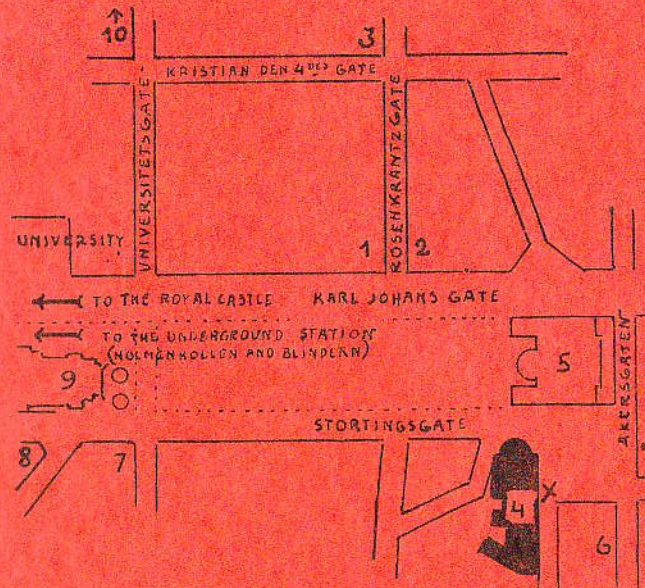 10
3
KRISTIAN DEN 4DES GATE
UNIVERSITETSGATE
ROSENKRANTZGATE
UNIVERSITY
1
2
TO THE ROYAL CASTLE
KARL JOHANS GATE
TO THE UNDERGROUND STATION
(HOLMENKOLLEN AND BLINDERN)
9
5
AKERSGATEN
STORTINGSGATE
8
7
4
X
6